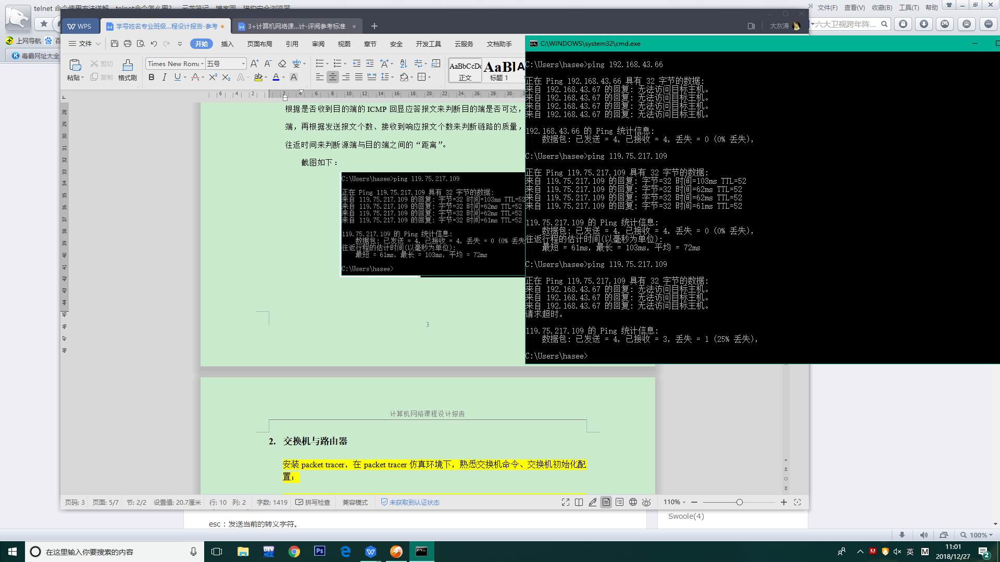 telnet 命令使用方法详解，telnet命令怎么用? - 云龙笔记 - 博客园 - 猎豹安全浏览器
文件(F) 查看(V) 收藏(B) 工具(T) 帮助
六大卫视跨年阵...
上网导航
毒霸网址大全
WPS
学号姓名专业班级...程设计报告-参考
3+计算机网络课...计-评阅参考标准
大灰涛
文件
开始 插入 页面布局 引用 审阅 视图 章节 安全 开发工具 云服务 文档助手
粘贴 剪切 复制 格式刷
Times New Roma 五号
AaBbCcDd 正文
AaBb 标题 1
6 4 2 2 4 6 8 10 12 14 16 18 20 22 24 26 28 30
根据是否收到目的端的 ICMP 回显应答报文来判断目的端是否可达，
端，再根据发送报文个数、接收到响应报文个数来判断链路的质量，
往返时间来判断源端与目的端之间的“距离”。
截图如下：
C:\Users\hasee>ping 119.75.217.109
正在 Ping 119.75.217.109 具有 32 字节的数据:
来自 119.75.217.109 的回复: 字节=32 时间=103ms TTL=52
来自 119.75.217.109 的回复: 字节=32 时间=62ms TTL=52
来自 119.75.217.109 的回复: 字节=32 时间=62ms TTL=52
来自 119.75.217.109 的回复: 字节=32 时间=61ms TTL=52
119.75.217.109 的 Ping 统计信息:
数据包: 已发送 = 4, 已接收 = 4, 丢失 = 0 (0% 丢失
往返行程的估计时间(以毫秒为单位):
最短 = 61ms, 最长 = 103ms, 平均 = 72ms
C:\Users\hasee>
3
计算机网络课程设计报告
2. 交换机与路由器
安装 packet tracer，在 packet tracer 仿真环境下，熟悉交换机命令、交换机初始化配
置；
C:\WINDOWS\system32\cmd.exe
C:\Users\hasee>ping 192.168.43.66
正在 Ping 192.168.43.66 具有 32 字节的数据:
来自 192.168.43.67 的回复: 无法访问目标主机。
来自 192.168.43.67 的回复: 无法访问目标主机。
来自 192.168.43.67 的回复: 无法访问目标主机。
来自 192.168.43.67 的回复: 无法访问目标主机。
192.168.43.66 的 Ping 统计信息:
数据包: 已发送 = 4, 已接收 = 4, 丢失 = 0 (0% 丢失),
C:\Users\hasee>ping 119.75.217.109
正在 Ping 119.75.217.109 具有 32 字节的数据:
来自 119.75.217.109 的回复: 字节=32 时间=103ms TTL=52
来自 119.75.217.109 的回复: 字节=32 时间=62ms TTL=52
来自 119.75.217.109 的回复: 字节=32 时间=62ms TTL=52
来自 119.75.217.109 的回复: 字节=32 时间=61ms TTL=52
119.75.217.109 的 Ping 统计信息:
数据包: 已发送 = 4, 已接收 = 4, 丢失 = 0 (0% 丢失),
往返行程的估计时间(以毫秒为单位):
最短 = 61ms, 最长 = 103ms, 平均 = 72ms
C:\Users\hasee>ping 119.75.217.109
正在 Ping 119.75.217.109 具有 32 字节的数据:
来自 192.168.43.67 的回复: 无法访问目标主机。
来自 192.168.43.67 的回复: 无法访问目标主机。
来自 192.168.43.67 的回复: 无法访问目标主机。
请求超时。
119.75.217.109 的 Ping 统计信息:
数据包: 已发送 = 4, 已接收 = 3, 丢失 = 1 (25% 丢失),
C:\Users\hasee>
页码: 3 页面: 5/7 节: 2/2 设置值: 20.7厘米 行: 10 列: 2 字数: 1419 拼写检查 兼容模式 未获取到认证状态 110%
esc：发送当前的转义字符。
Swoole(4)
100%
在这里输入你要搜索的内容
英
M
11:01
2018/12/27
2